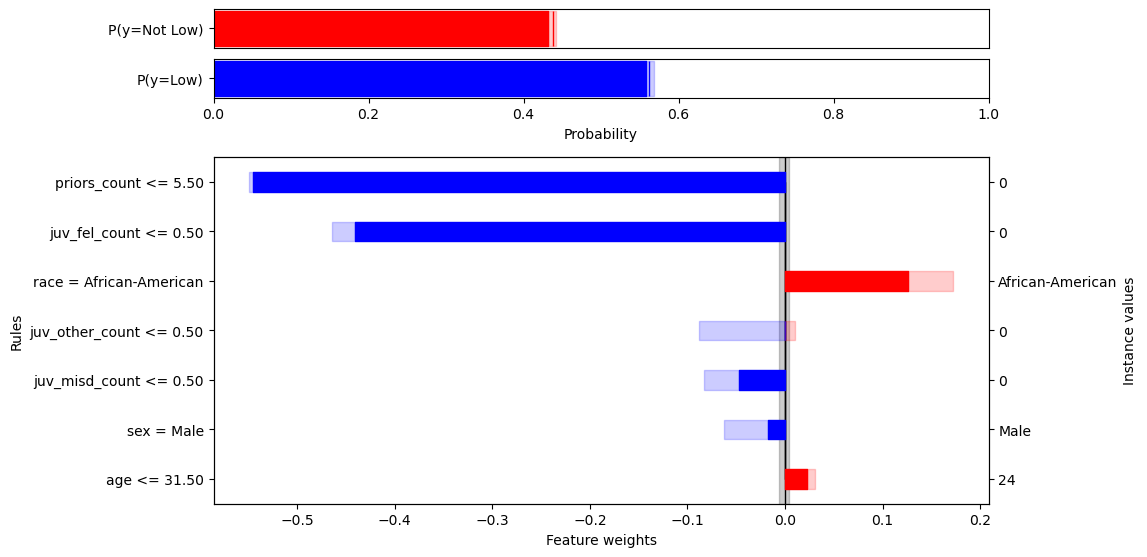 P(y=Not Low)
P(y=Low)
0.0 0.2 0.4 0.6 0.8 1.0
Probability
Rules
priors_count <= 5.50 0
juv_fel_count <= 0.50 0
race = African-American African-American
juv_other_count <= 0.50 0
juv_misd_count <= 0.50 0
sex = Male Male
age <= 31.50 24
Instance values
−0.5 −0.4 −0.3 −0.2 −0.1 0.0 0.1 0.2
Feature weights